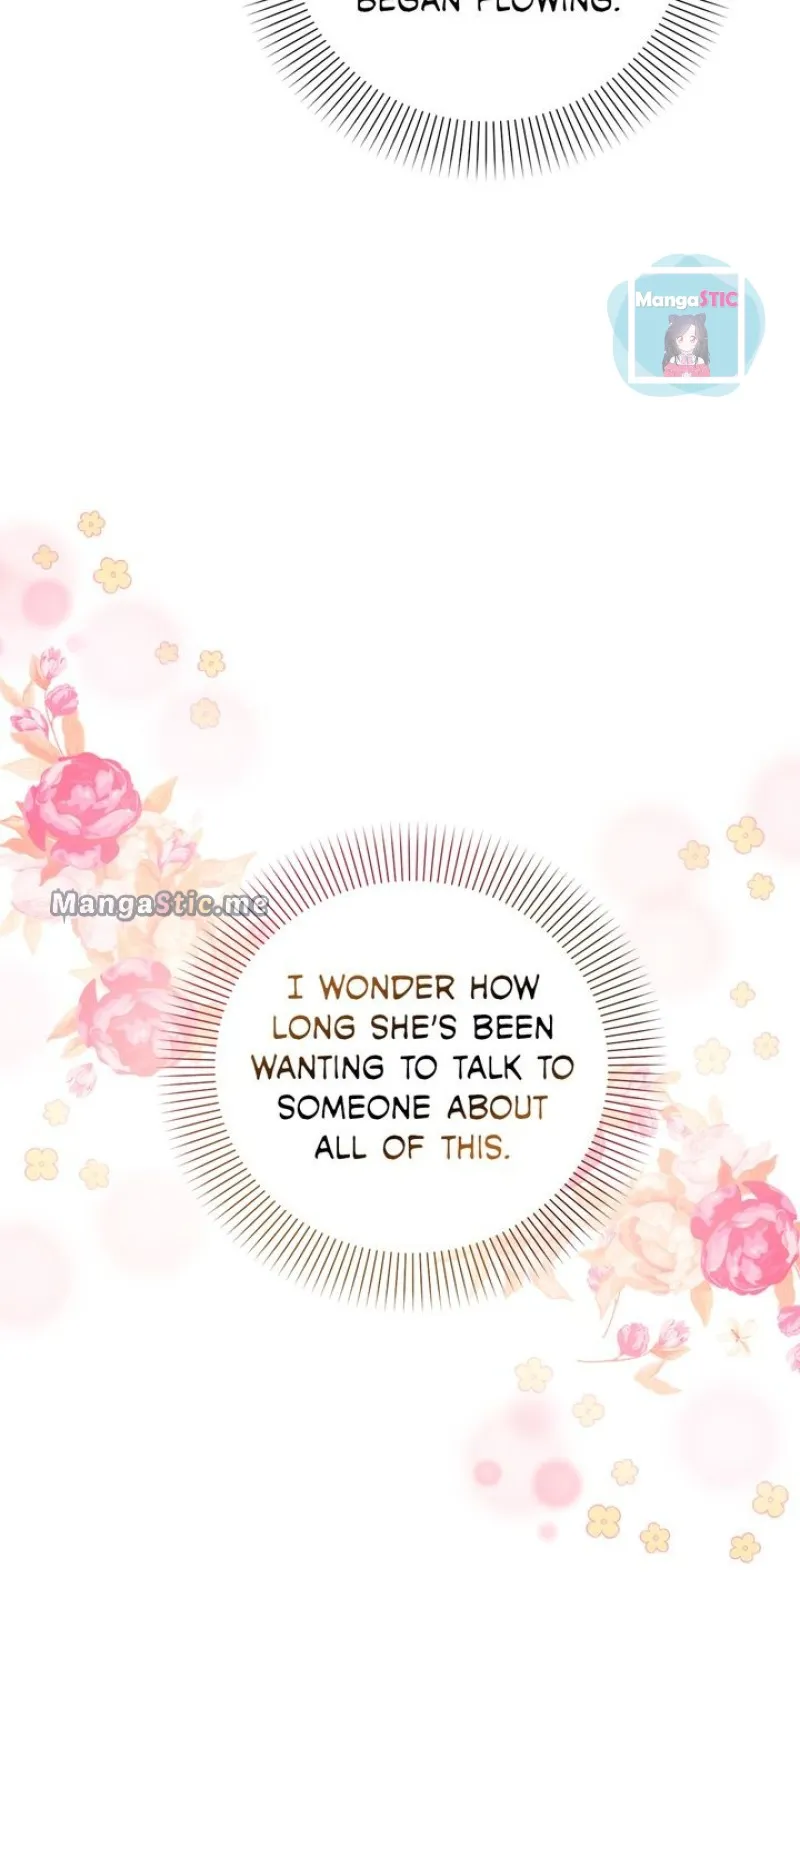 BEGAN FLOWING.
MangaSTIC
MangaStic.me
I WONDER HOW
LONG SHE'S BEEN
WANTING TO TALK TO
SOMEONE ABOUT
ALL OF THIS.